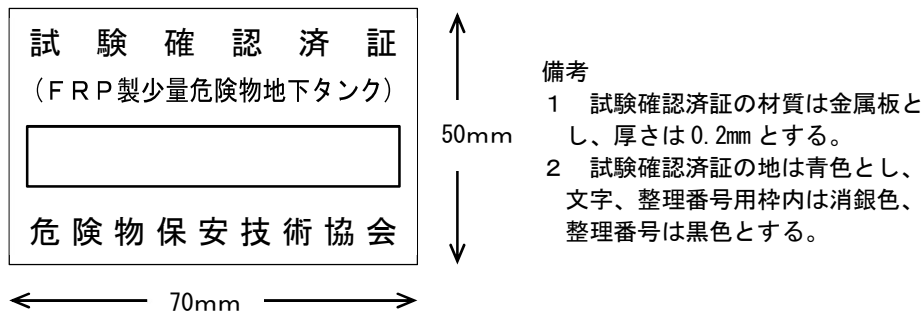 試験確認済証
（ＦＲＰ製少量危険物地下タンク）
危険物保安技術協会
50mm
70mm
備考
１　試験確認済証の材質は金属板と
し、厚さは0.2mmとする。
２　試験確認済証の地は青色とし、
文字、整理番号用枠内は消銀色、
整理番号は黒色とする。